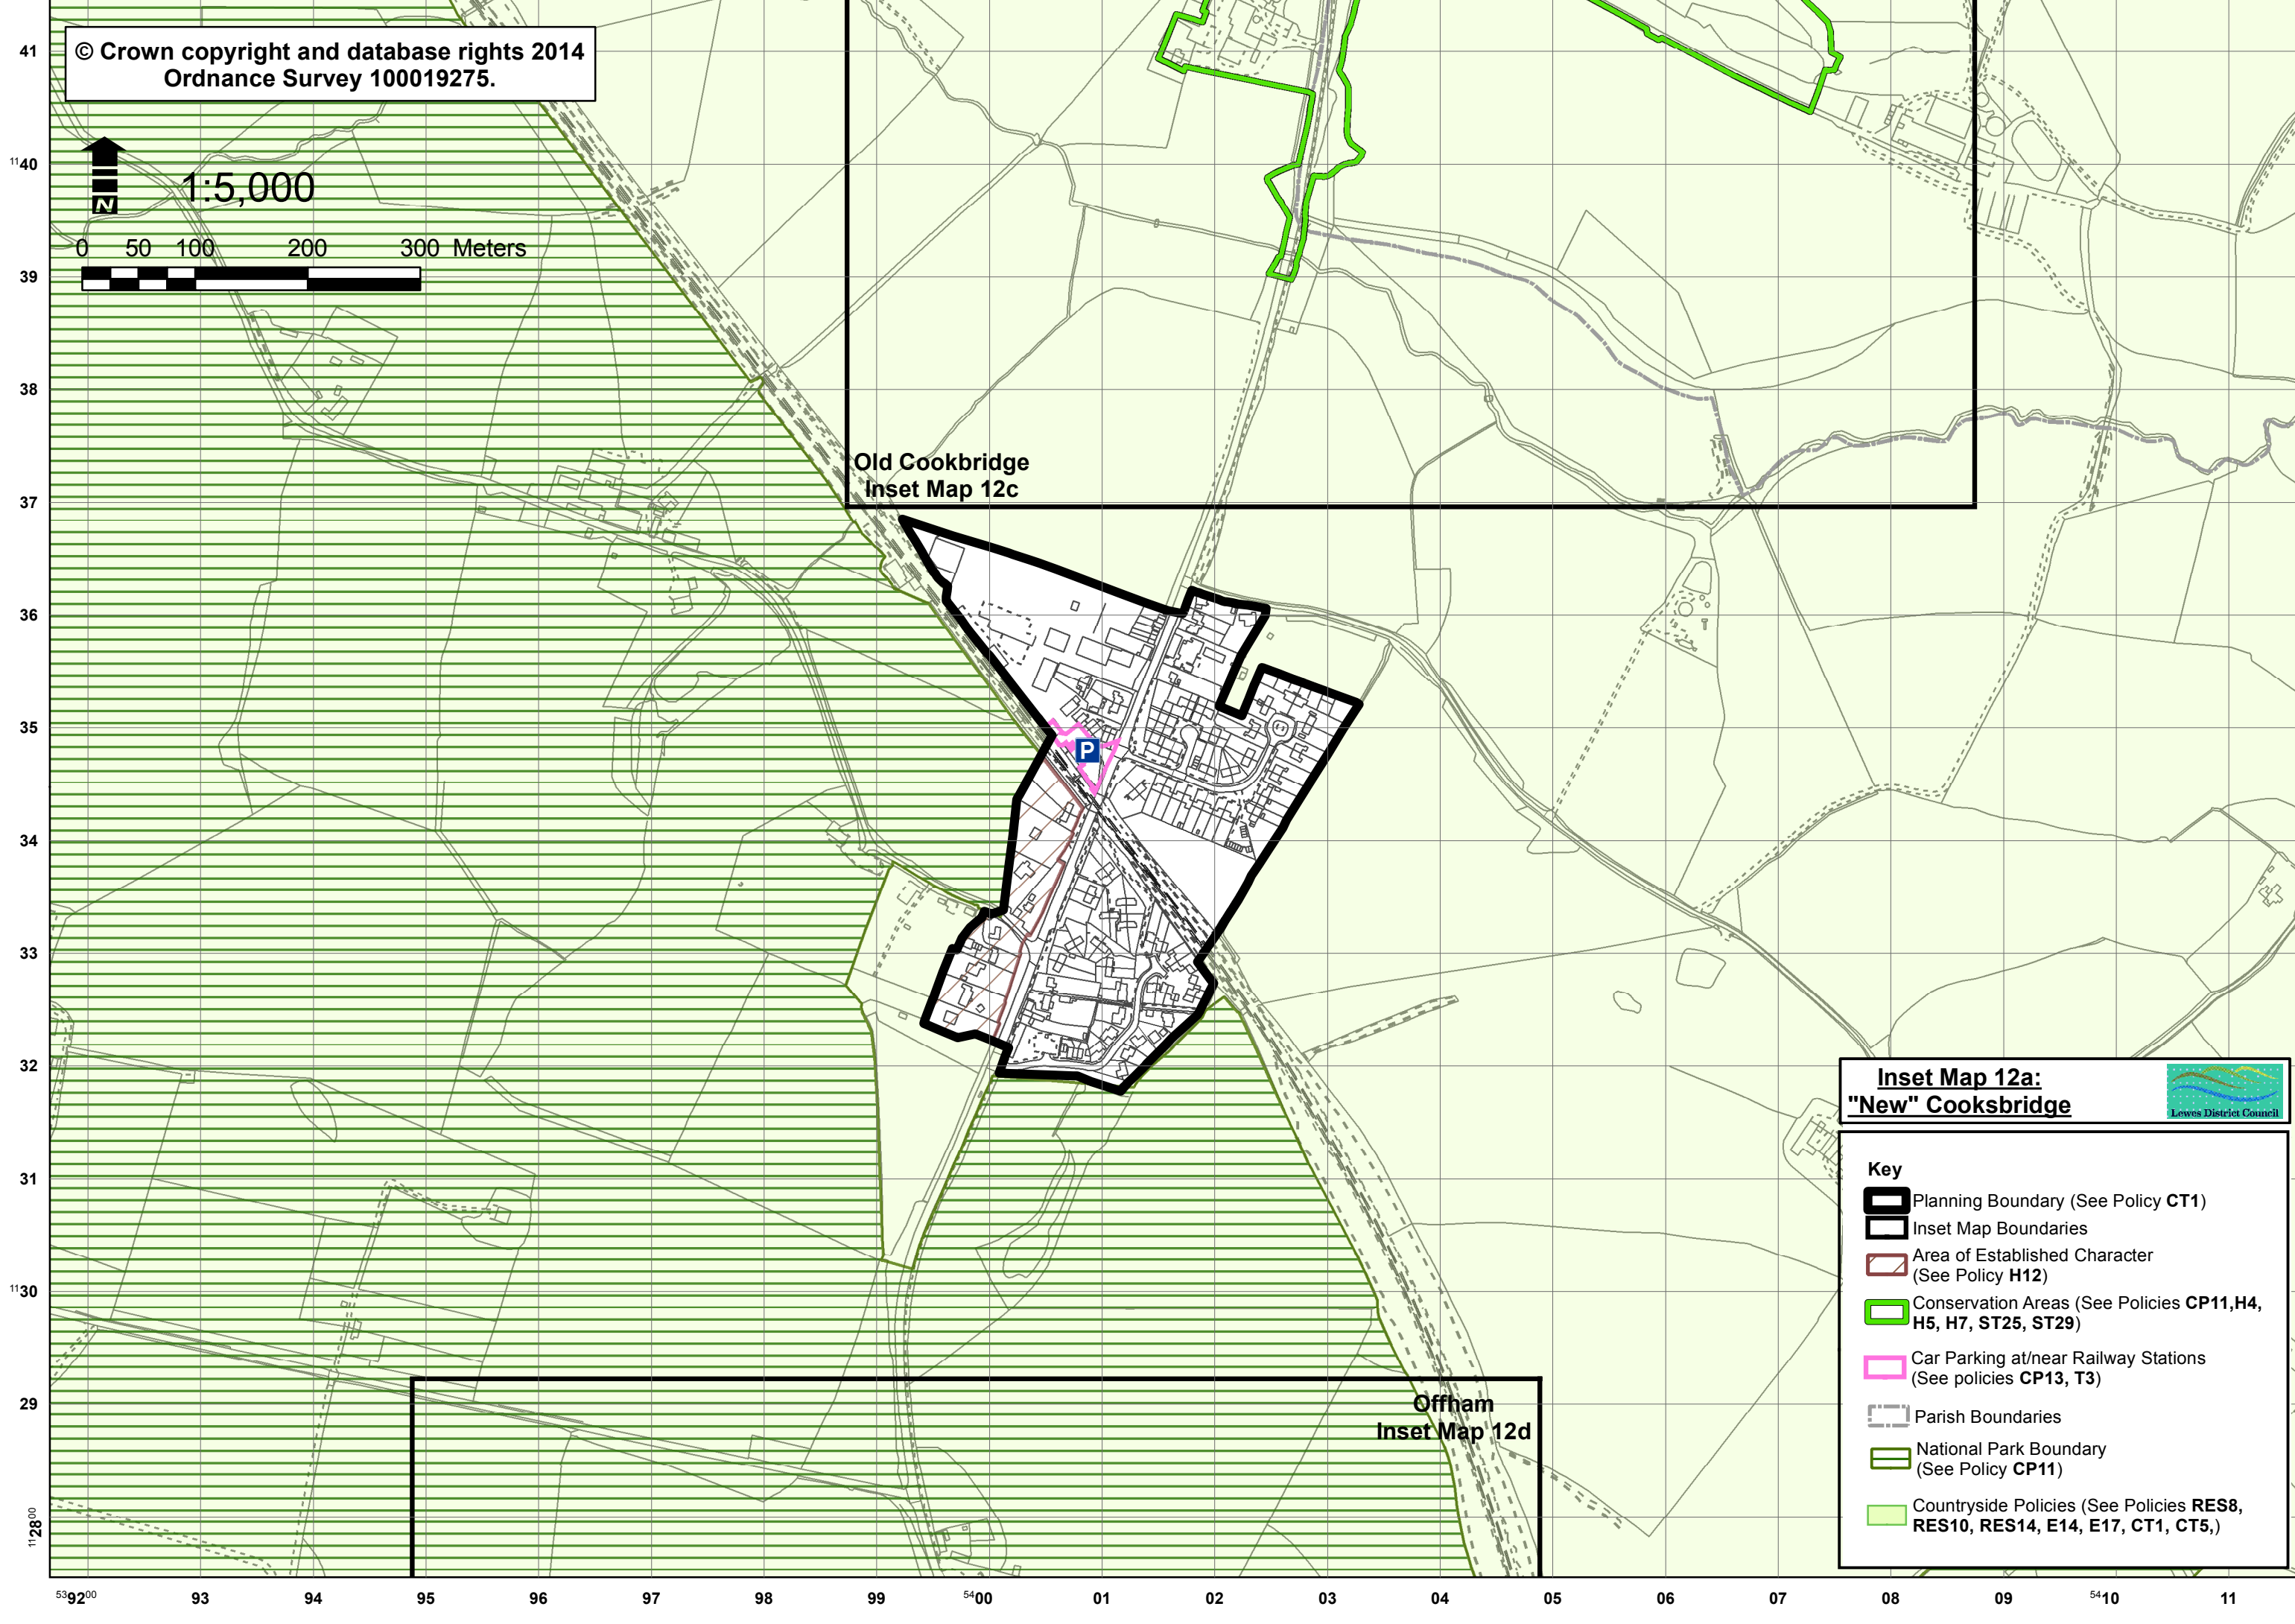 © Crown copyright and database rights 2014
Ordnance Survey 100019275.
N
1:5,000
0 50 100 200 300 Meters
41
1140
39
38
37
36
35
34
33
32
31
1130
29
112800
Old Cookbridge
Inset Map 12c
P
Offham
Inset Map 12d
Inset Map 12a:
"New" Cooksbridge
Lewes District Council
Key
Planning Boundary (See Policy CT1)
Inset Map Boundaries
Area of Established Character
(See Policy H12)
Conservation Areas (See Policies CP11,H4,
H5, H7, ST25, ST29)
Car Parking at/near Railway Stations
(See policies CP13, T3)
Parish Boundaries
National Park Boundary
(See Policy CP11)
Countryside Policies (See Policies RES8,
RES10, RES14, E14, E17, CT1, CT5,)
539200 93 94 95 96 97 98 99 5400 01 02 03 04 05 06 07 08 09 5410 11